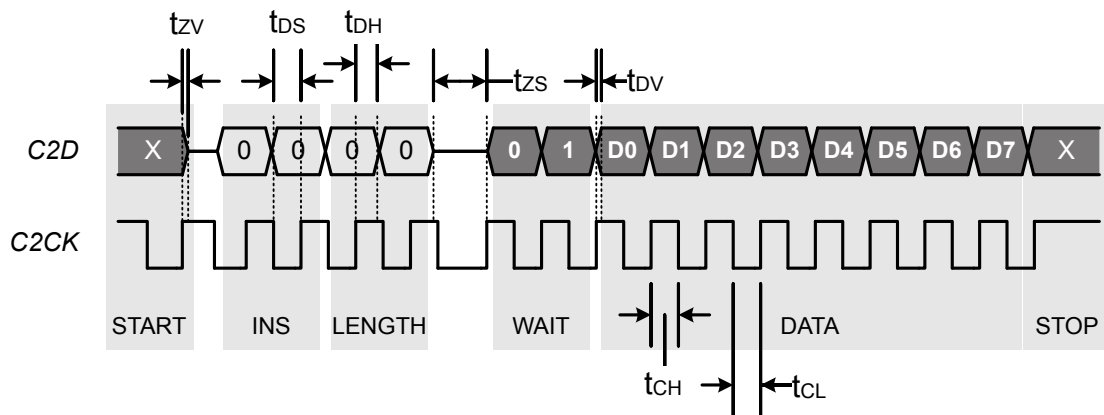 tZV tDS tDH tZS tDV
C2D X 0 0 0 0 0 1 D0 D1 D2 D3 D4 D5 D6 D7 X
C2CK
START INS LENGTH WAIT DATA STOP
tCH tCL